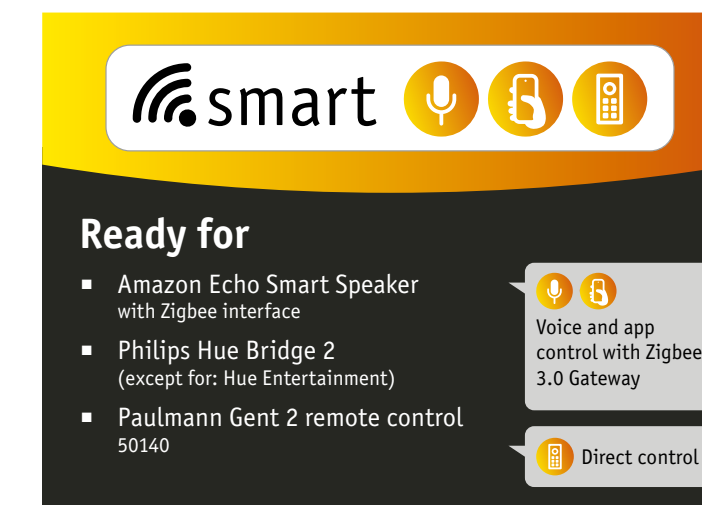 smart
Ready for
▪ Amazon Echo Smart Speaker
with Zigbee interface
▪ Philips Hue Bridge 2
(except for: Hue Entertainment)
▪ Paulmann Gent 2 remote control
50140
Voice and app
control with Zigbee
3.0 Gateway
Direct control